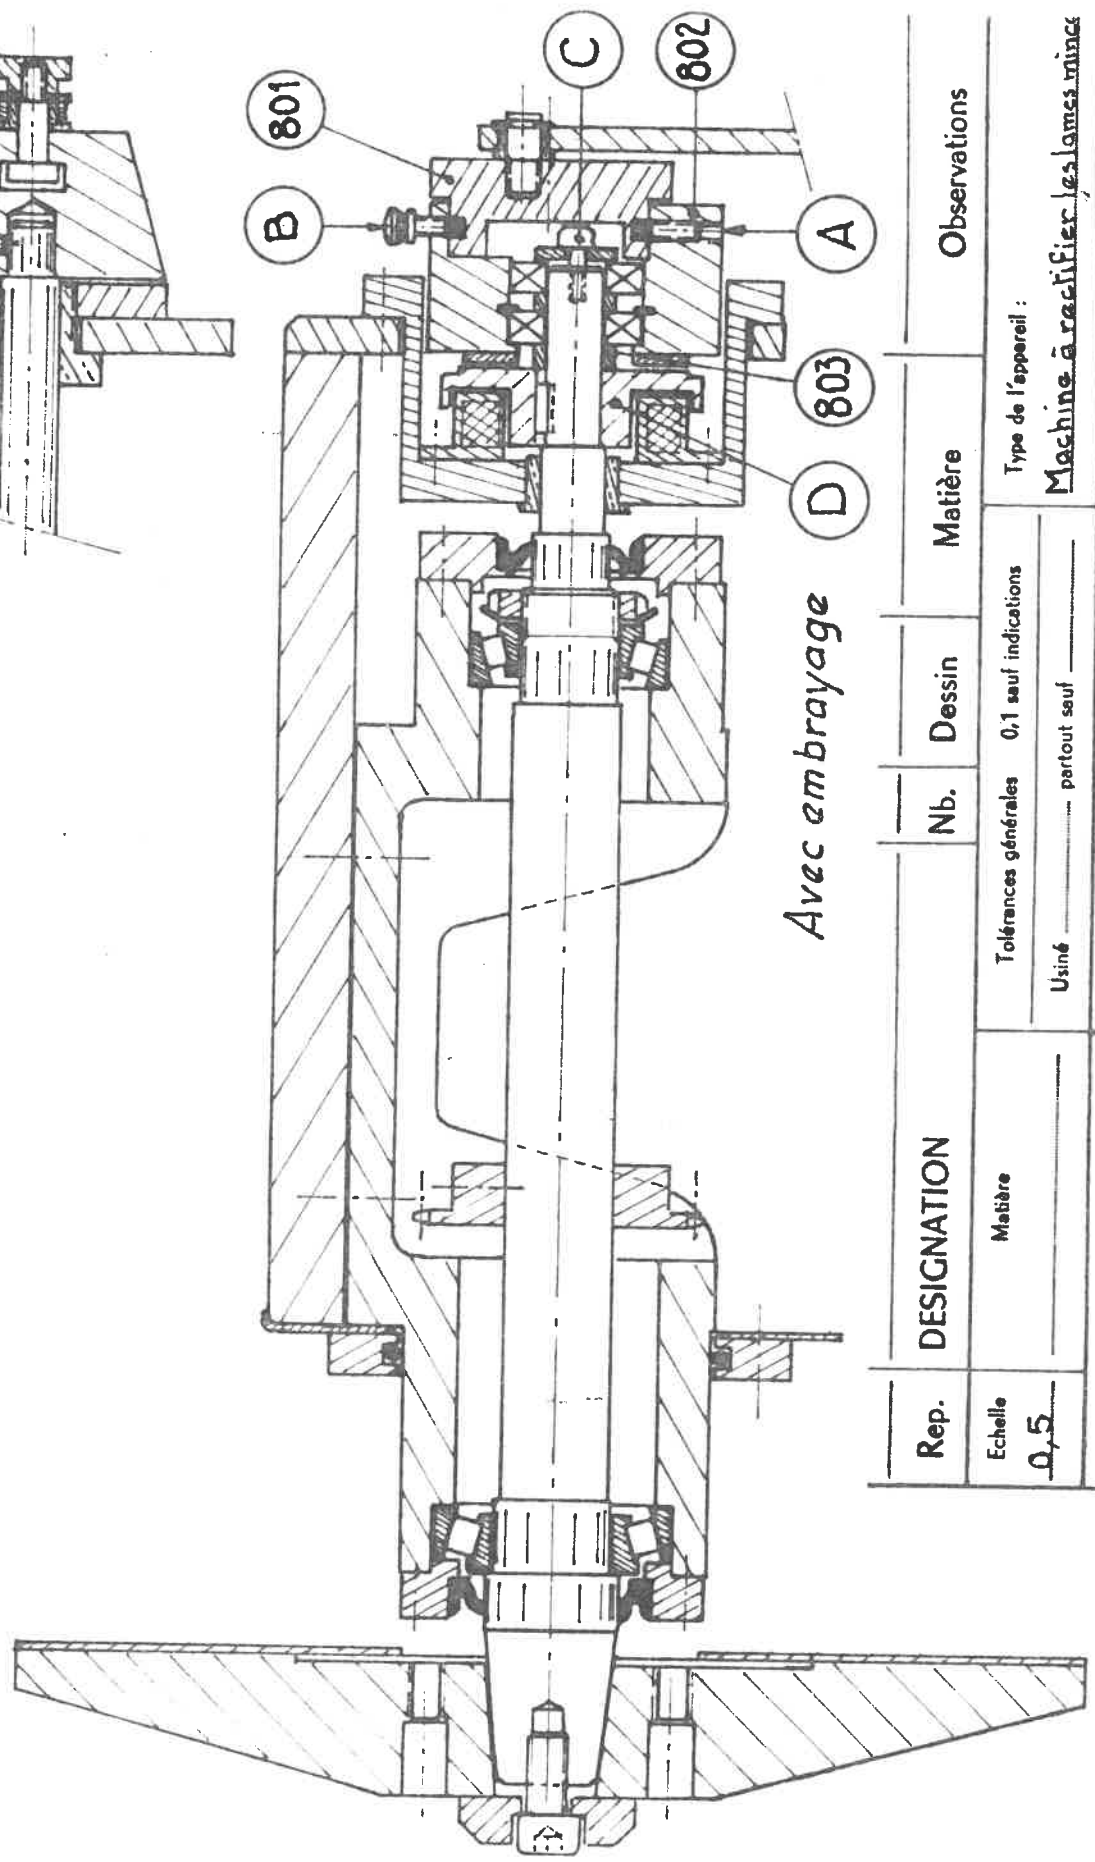 B
801
C
802
A
803
D
Avec embrayage
Rep.
DESIGNATION
Nb.
Dessin
Matière
Observations
Echelle
0,5
Matière
Tolérances générales 0,1 sauf indications
Usiné partout sauf
Type de l'appareil :
Machine à rectifier les lames mince